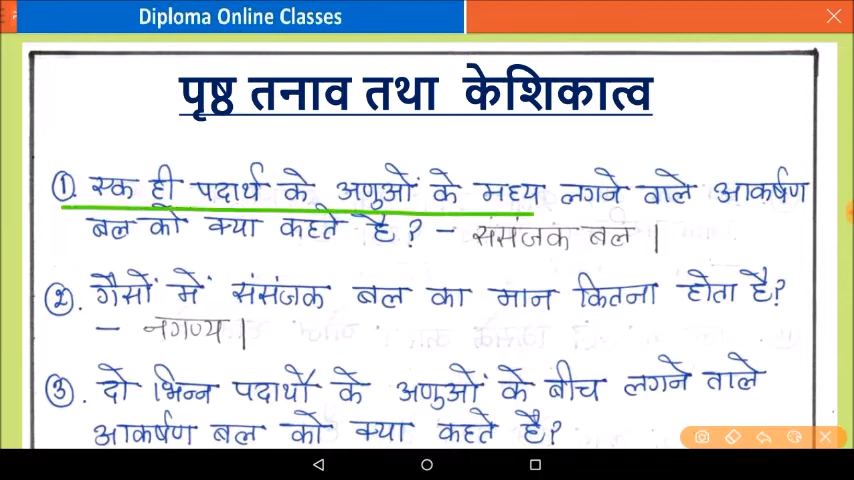 Diploma Online Classes
पृष्ठ तनाव तथा केशिकात्व
①. एक ही पदार्थ के अणुओं के मध्य लगने वाले आकर्षण
बल को क्या कहते है? - संसंजक बल |
②. गैसों में संसंजक बल का मान कितना होता है?
- नगण्य |
③. दो भिन्न पदार्थों के अणुओं के बीच लगने वाले
आकर्षण बल को क्या कहते है?